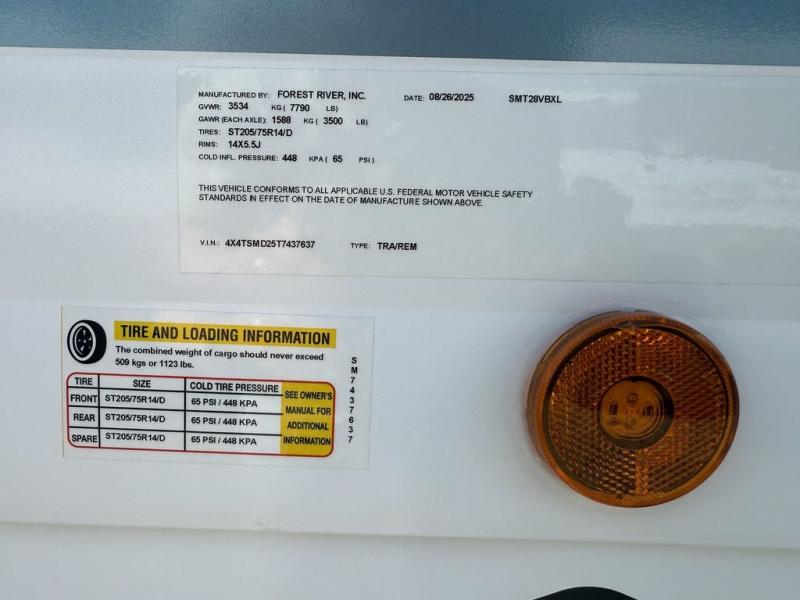 MANUFACTURED BY: FOREST RIVER, INC. DATE: 08/26/2025 SMT28VBXL
GVWR: 3534 KG ( 7790 LB)
GAWR (EACH AXLE): 1588 KG ( 3500 LB)
TIRES: ST205/75R14/D
RIMS: 14X5.5J
COLD INFL. PRESSURE: 448 KPA ( 65 PSI )
THIS VEHICLE CONFORMS TO ALL APPLICABLE U.S. FEDERAL MOTOR VEHICLE SAFETY
STANDARDS IN EFFECT ON THE DATE OF MANUFACTURE SHOWN ABOVE.
V.I.N.: 4X4TSMD25T7437637 TYPE: TRA/REM
TIRE AND LOADING INFORMATION
The combined weight of cargo should never exceed
509 kgs or 1123 lbs.
TIRE SIZE COLD TIRE PRESSURE
FRONT ST205/75R14/D 65 PSI / 448 KPA
REAR ST205/75R14/D 65 PSI / 448 KPA
SPARE ST205/75R14/D 65 PSI / 448 KPA
SEE OWNER'S
MANUAL FOR
ADDITIONAL
INFORMATION
SM7437637